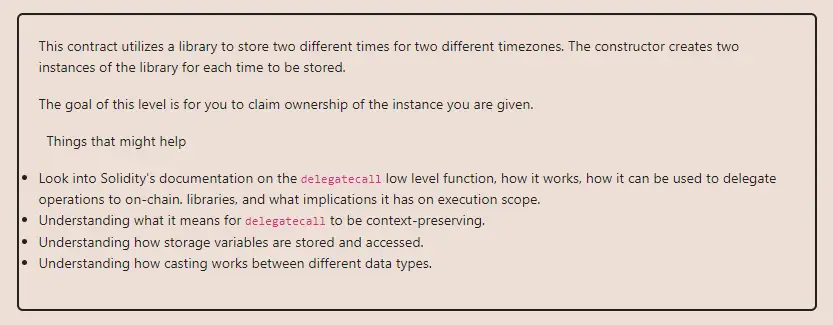 This contract utilizes a library to store two different times for two different timezones. The constructor creates two
instances of the library for each time to be stored.
The goal of this level is for you to claim ownership of the instance you are given.
Things that might help
• Look into Solidity's documentation on the delegatecall low level function, how it works, how it can be used to delegate
operations to on-chain. libraries, and what implications it has on execution scope.
• Understanding what it means for delegatecall to be context-preserving.
• Understanding how storage variables are stored and accessed.
• Understanding how casting works between different data types.